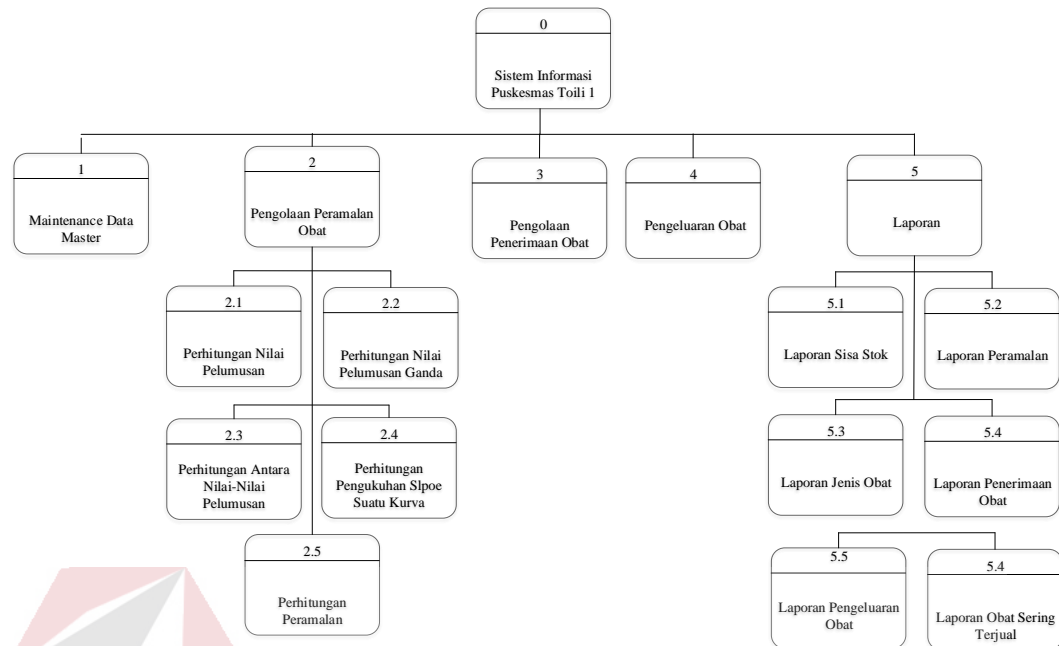 0
Sistem Informasi
Puskesmas Toili 1
1
Maintenance Data
Master
2
Pengolaan Peramalan
Obat
3
Pengolaan
Penerimaan Obat
4
Pengeluaran Obat
5
Laporan
2.1
Perhitungan Nilai
Pelumusan
2.2
Perhitungan Nilai
Pelumusan Ganda
2.3
Perhitungan Antara
Nilai-Nilai
Pelumusan
2.4
Perhitungan
Pengukuhan Slpoe
Suatu Kurva
2.5
Perhitungan
Peramalan
5.1
Laporan Sisa Stok
5.2
Laporan Peramalan
5.3
Laporan Jenis Obat
5.4
Laporan Penerimaan
Obat
5.5
Laporan Pengeluaran
Obat
5.4
Laporan Obat Sering
Terjual